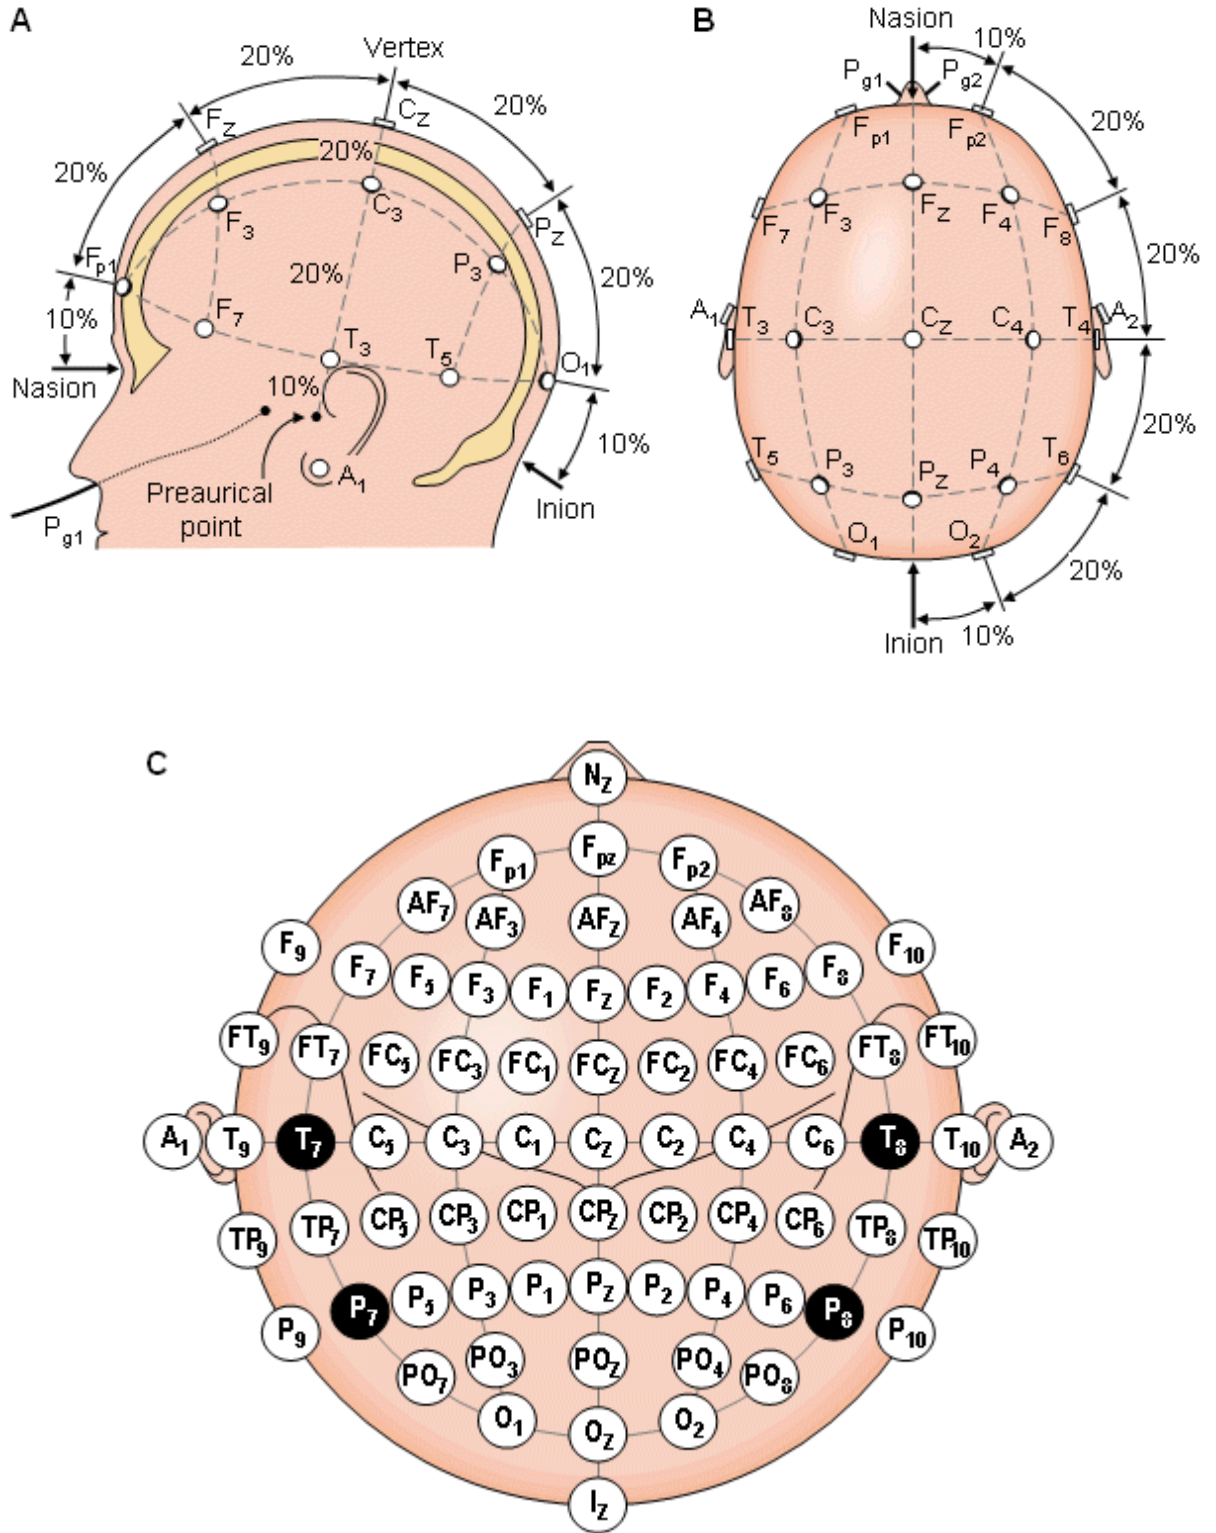 A
Vertex
20%
20%
Fz
Cz
20%
20%
F3
C3
Pz
Fp1
P3
20%
20%
10%
F7
T3
T5
O1
Nasion
10%
10%
A1
Preaurical
point
Inion
Pg1
B
Nasion
10%
Pg1
Pg2
Fp1
Fp2
20%
F7
F3
Fz
F4
F8
20%
A1
T3
C3
Cz
C4
T4
A2
20%
T5
P3
Pz
P4
T6
O1
O2
20%
Inion
10%
C
Nz
Fp1 Fpz Fp2
AF7 AF3 AFz AF4 AF8
F9 F7 F5 F3 F1 Fz F2 F4 F6 F8 F10
FT9 FT7 FC5 FC3 FC1 FCz FC2 FC4 FC6 FT8 FT10
A1 T9 T7 C5 C3 C1 Cz C2 C4 C6 T8 T10 A2
TP9 TP7 CP5 CP3 CP1 CPz CP2 CP4 CP6 TP8 TP10
P9 P7 P5 P3 P1 Pz P2 P4 P6 P8 P10
PO7 PO3 POz PO4 PO8
O1 Oz O2
Iz